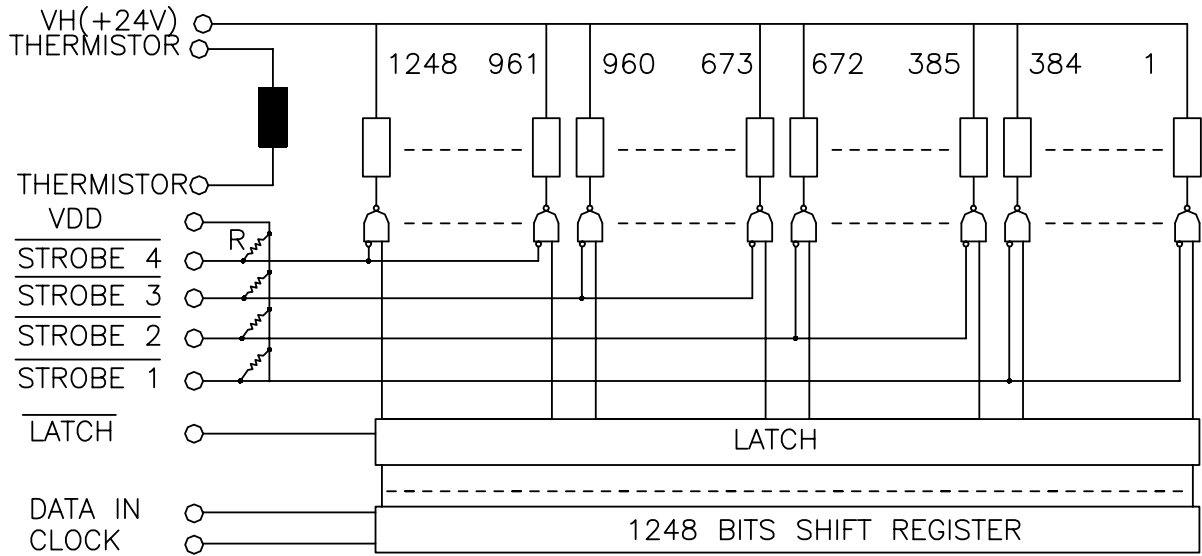 VH(+24V)
THERMISTOR
1248 961 960 673 672 385 384 1
THERMISTOR
VDD
R
STROBE 4
STROBE 3
STROBE 2
STROBE 1
LATCH
LATCH
DATA IN
CLOCK
1248 BITS SHIFT REGISTER